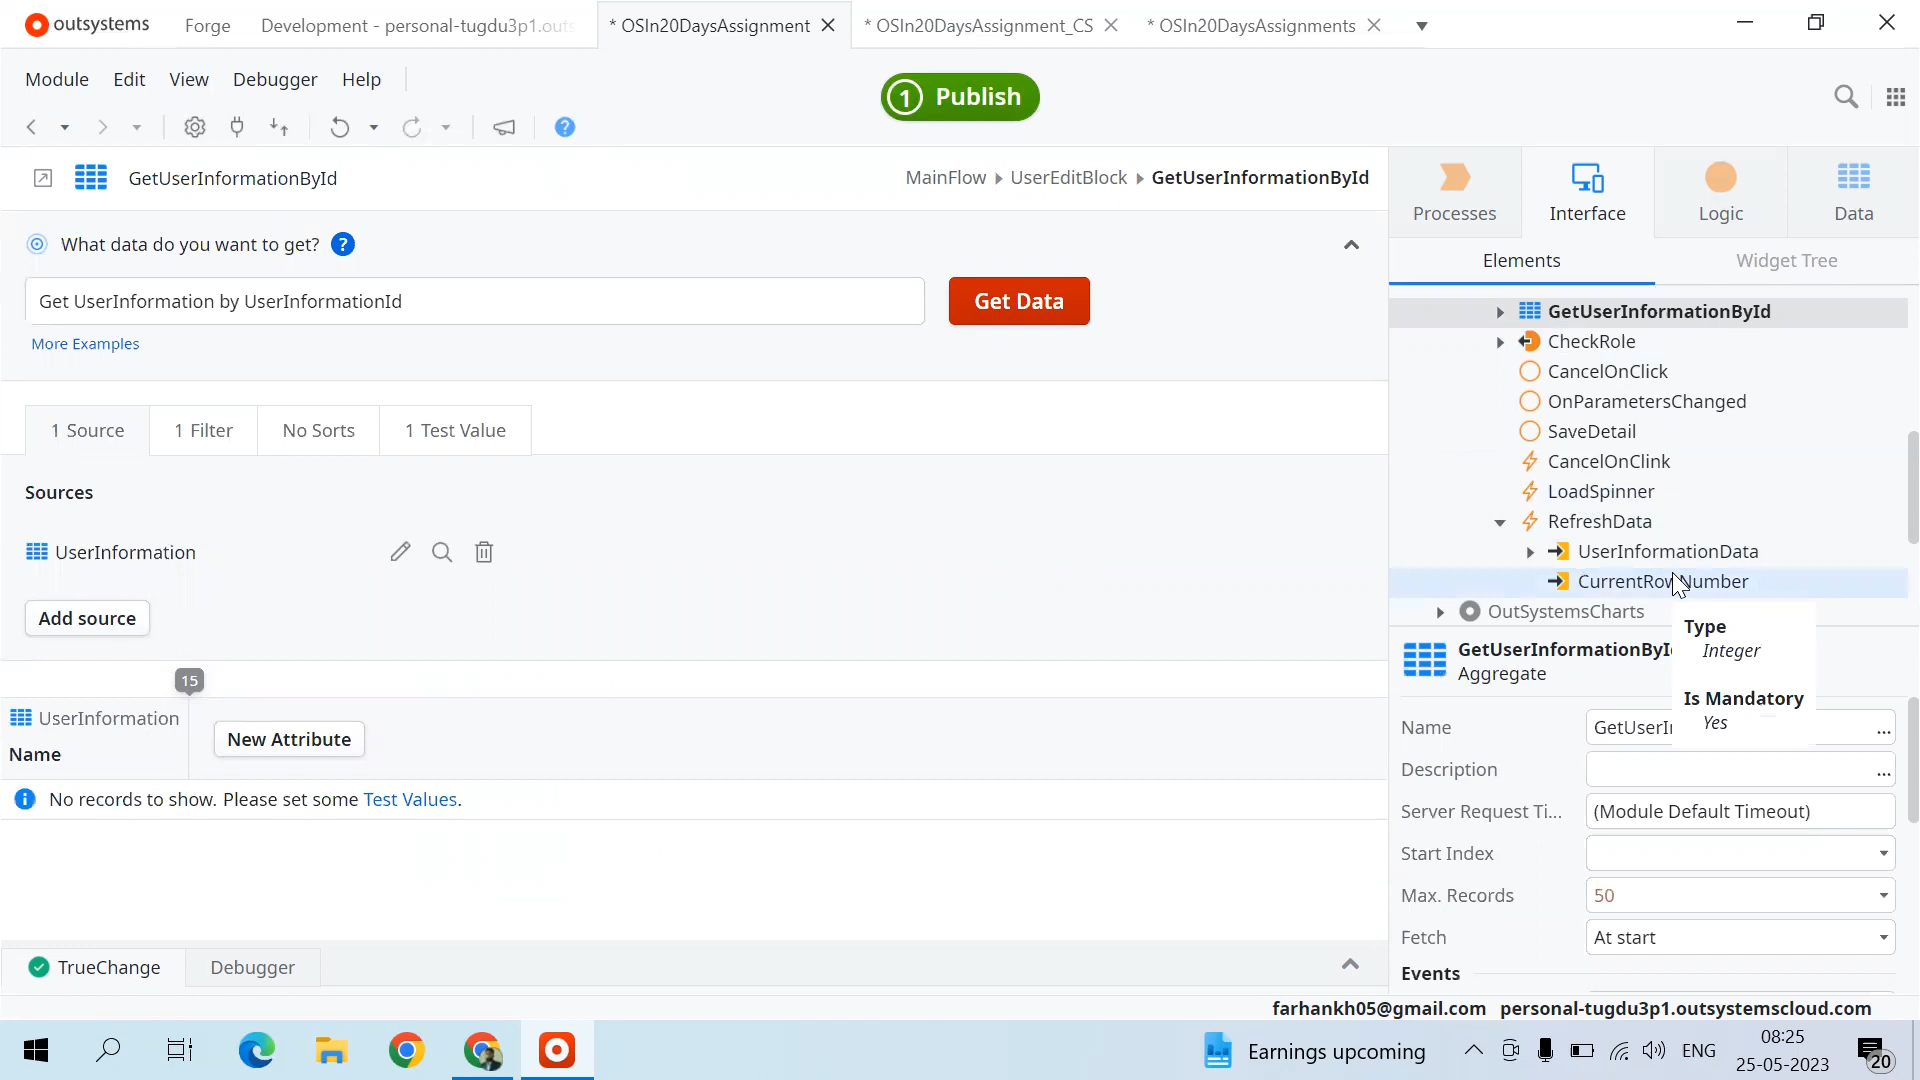 outsystems
Forge
Development - personal-tugdu3p1.outs
* OSIn20DaysAssignment
* OSIn20DaysAssignment_CS
* OSIn20DaysAssignments
Module Edit View Debugger Help
1 Publish
GetUserInformationById
MainFlow UserEditBlock GetUserInformationById
What data do you want to get? ?
Get UserInformation by UserInformationId
Get Data
More Examples
1 Source 1 Filter No Sorts 1 Test Value
Sources
UserInformation
Add source
15
UserInformation
Name
New Attribute
No records to show. Please set some Test Values.
TrueChange Debugger
Processes Interface Logic Data
Elements Widget Tree
GetUserInformationById
CheckRole
CancelOnClick
OnParametersChanged
SaveDetail
CancelOnClink
LoadSpinner
RefreshData
UserInformationData
CurrentRowNumber
OutSystemsCharts
Type
Integer
Is Mandatory
Yes
GetUserInformationById
Aggregate
Name GetUserI ...
Description ...
Server Request Ti... (Module Default Timeout)
Start Index
Max. Records 50
Fetch At start
Events
farhankh05@gmail.com personal-tugdu3p1.outsystemscloud.com
Earnings upcoming
ENG
08:25
25-05-2023
20